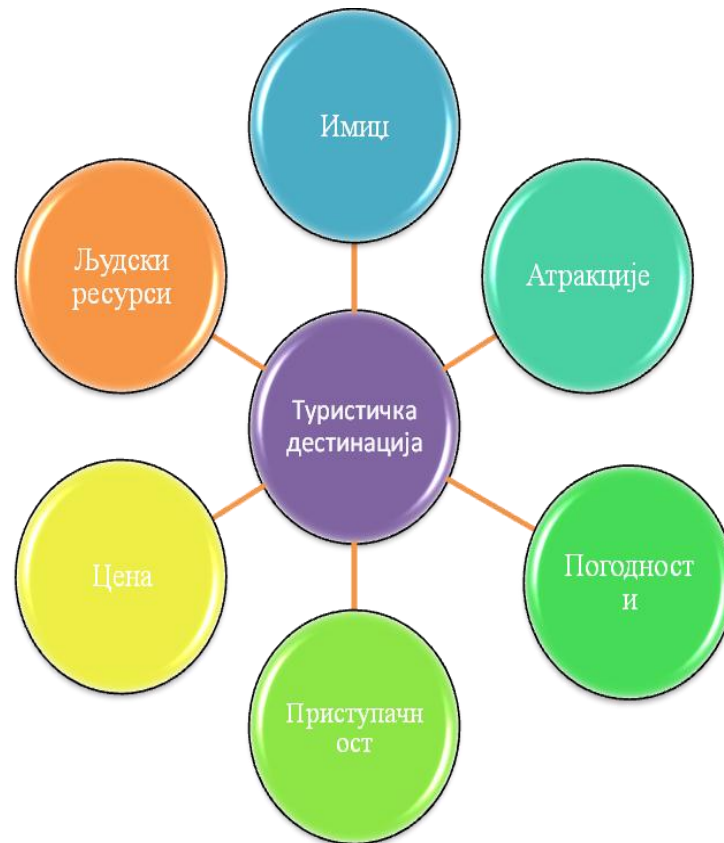 Имиџ
Људски
ресурси
Атракције
Туристичка
дестинација
Цена
Погодност
и
Приступачн
ост